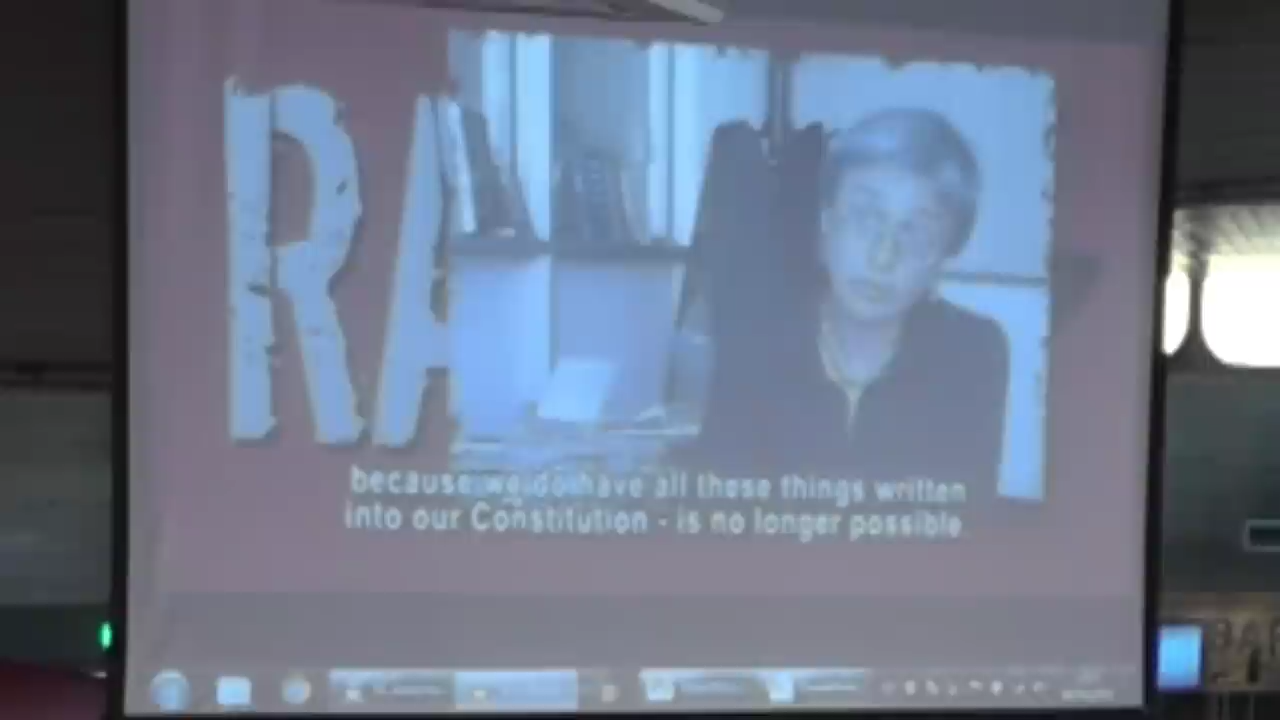 RA
because we do have all these things written
into our Constitution - is no longer possible.